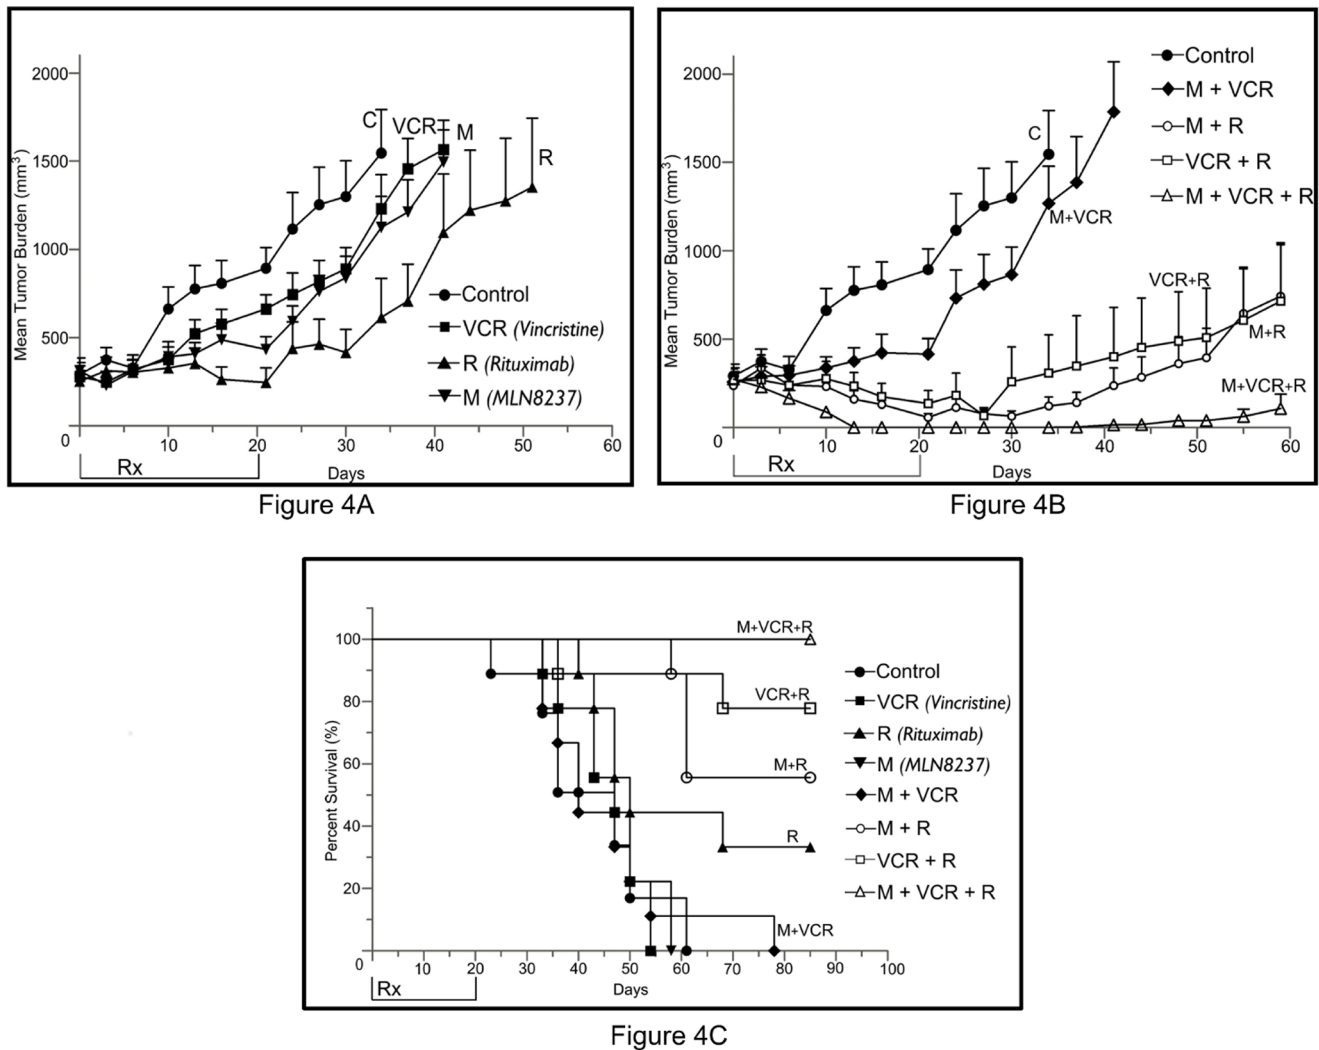 2000
1500
1000
500
0
10
20
30
40
50
60
Mean Tumor Burden (mm3)
C
VCR
M
R
Control
VCR (Vincristine)
R (Rituximab)
M (MLN8237)
Rx
Days
Figure 4A
2000
1500
1000
500
0
10
20
30
40
50
60
Mean Tumor Burden (mm3)
C
M+VCR
VCR+R
M+R
M+VCR+R
Control
M + VCR
M + R
VCR + R
M + VCR + R
Rx
Days
Figure 4B
100
80
60
40
20
0
10
20
30
40
50
60
70
80
90
100
Percent Survival (%)
M+VCR+R
VCR+R
M+R
R
M+VCR
Control
VCR (Vincristine)
R (Rituximab)
M (MLN8237)
M + VCR
M + R
VCR + R
M + VCR + R
Rx
Days
Figure 4C